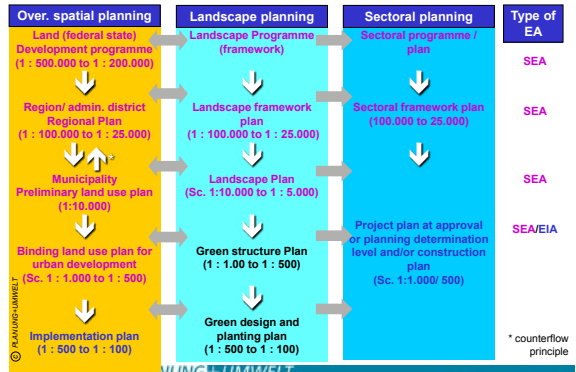 Over. spatial planning
Land (federal state)
Development programme
(1 : 500.000 to 1 : 200.000)
Region/ admin. district
Regional Plan
(1 : 100.000 to 1 : 25.000)
*
Municipality
Preliminary land use plan
(1:10.000)
Binding land use plan for
urban development
(Sc. 1 : 1.000 to 1 : 500)
Implementation plan
(1 : 500 to 1 : 100)
© PLANUNG+UMWELT
Landscape planning
Landscape Programme
(framework)
Landscape framework
plan
(1 : 100.000 to 1 : 25.000)
Landscape Plan
(Sc. 1:10.000 to 1 : 5.000)
Green structure Plan
(1 : 1.00 to 1 : 500)
Green design and
planting plan
(1 : 500 to 1 : 100)
Sectoral planning
Sectoral programme /
plan
Sectoral framework plan
(100.000 to 25.000)
Project plan at approval
or planning determination
level and/or construction
plan
(Sc. 1:1.000/ 500)
Type of
EA
SEA
SEA
SEA
SEA/EIA
* counterflow
principle